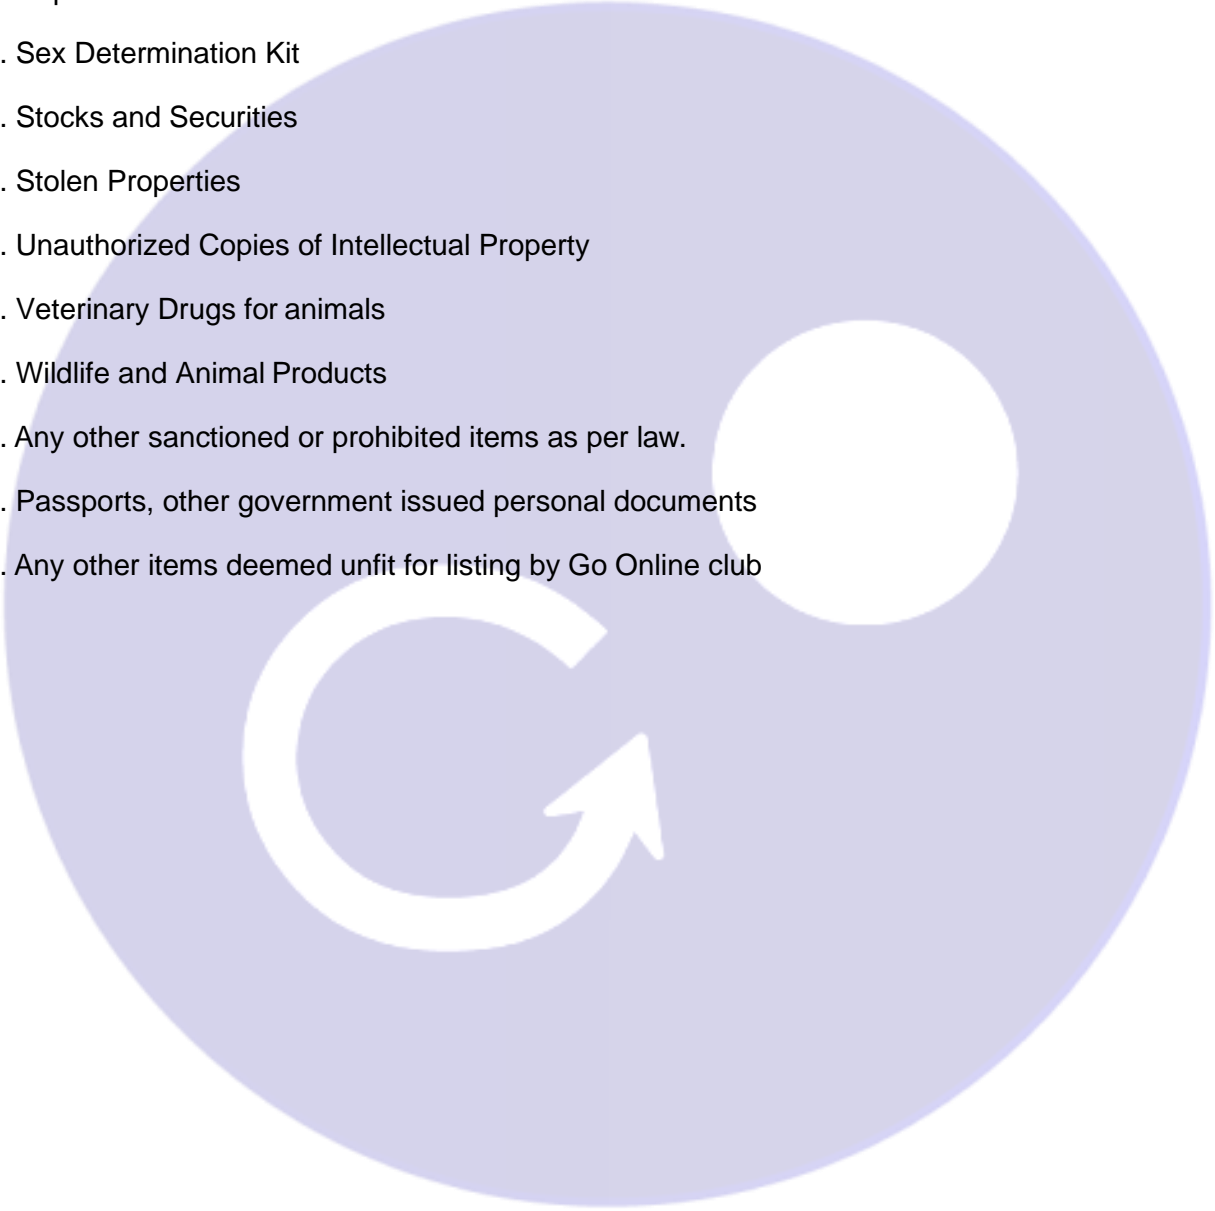 . Sex Determination Kit
. Stocks and Securities
. Stolen Properties
. Unauthorized Copies of Intellectual Property
. Veterinary Drugs for animals
. Wildlife and Animal Products
. Any other sanctioned or prohibited items as per law.
. Passports, other government issued personal documents
. Any other items deemed unfit for listing by Go Online club